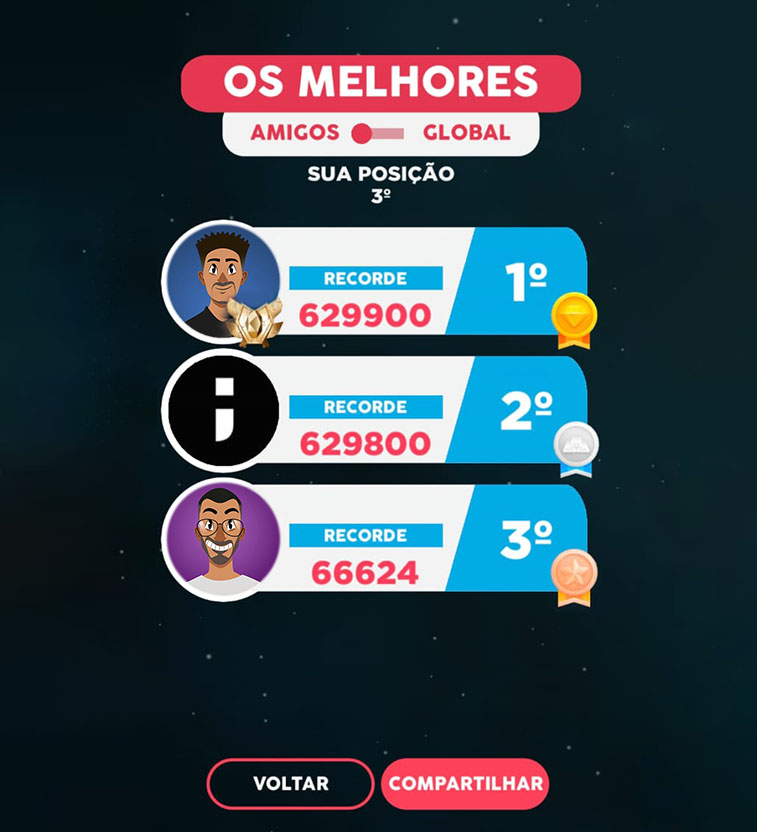 OS MELHORES
AMIGOS GLOBAL
SUA POSIÇÃO
3º
RECORDE
629900
1º
RECORDE
629800
2º
RECORDE
66624
3º
VOLTAR COMPARTILHAR